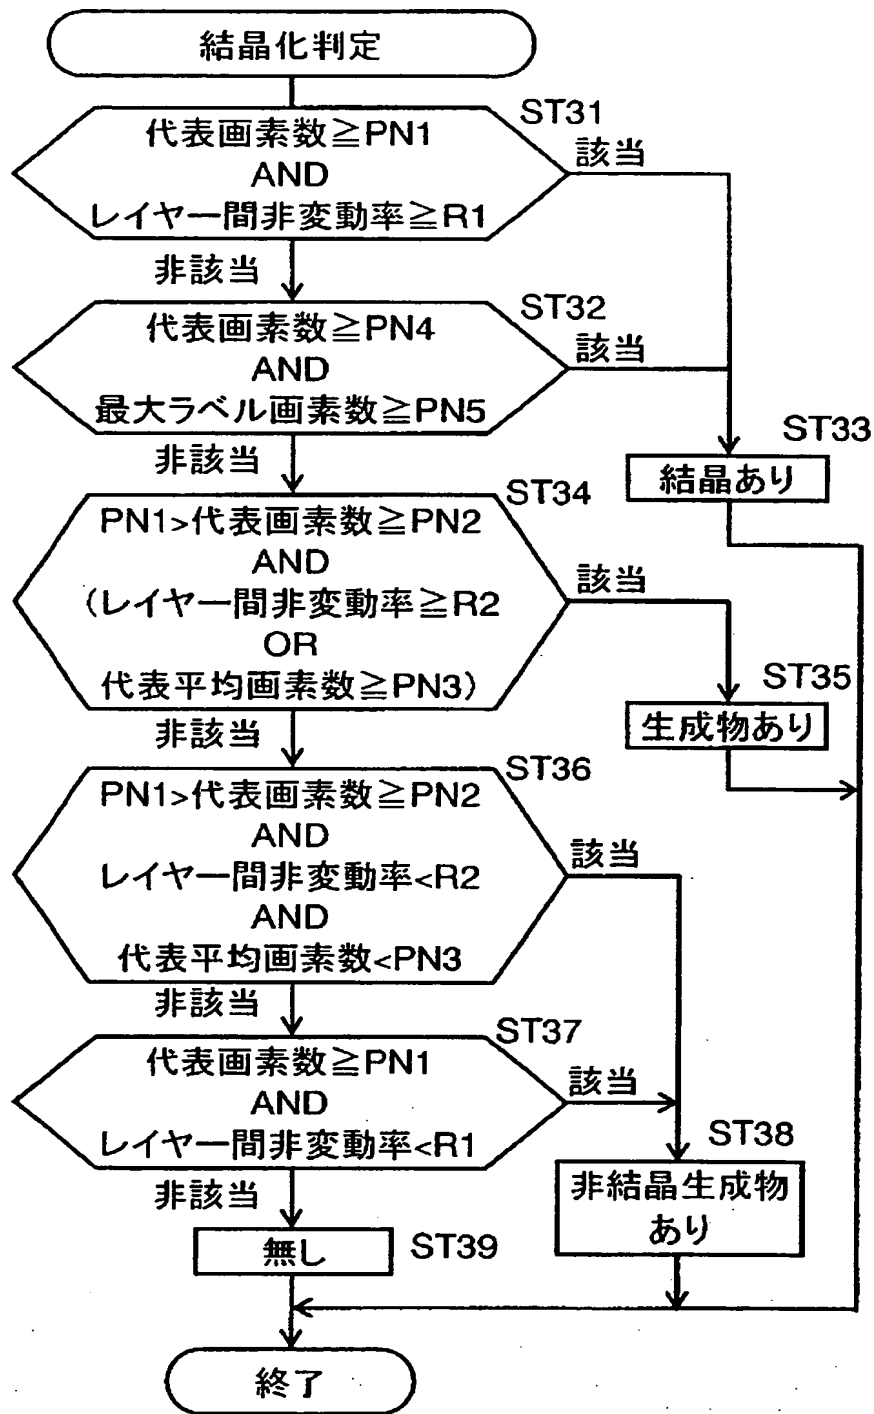 結晶化判定
ST31
代表画素数≧PN1
AND
レイヤー間非変動率≧R1
該当
非該当
ST32
代表画素数≧PN4
AND
最大ラベル画素数≧PN5
該当
非該当
ST33
結晶あり
ST34
PN1>代表画素数≧PN2
AND
(レイヤー間非変動率≧R2
OR
代表平均画素数≧PN3)
該当
非該当
ST35
生成物あり
ST36
PN1>代表画素数≧PN2
AND
レイヤー間非変動率<R2
AND
代表平均画素数<PN3
該当
非該当
ST37
代表画素数≧PN1
AND
レイヤー間非変動率<R1
該当
非該当
ST38
非結晶生成物
あり
無し
ST39
終了